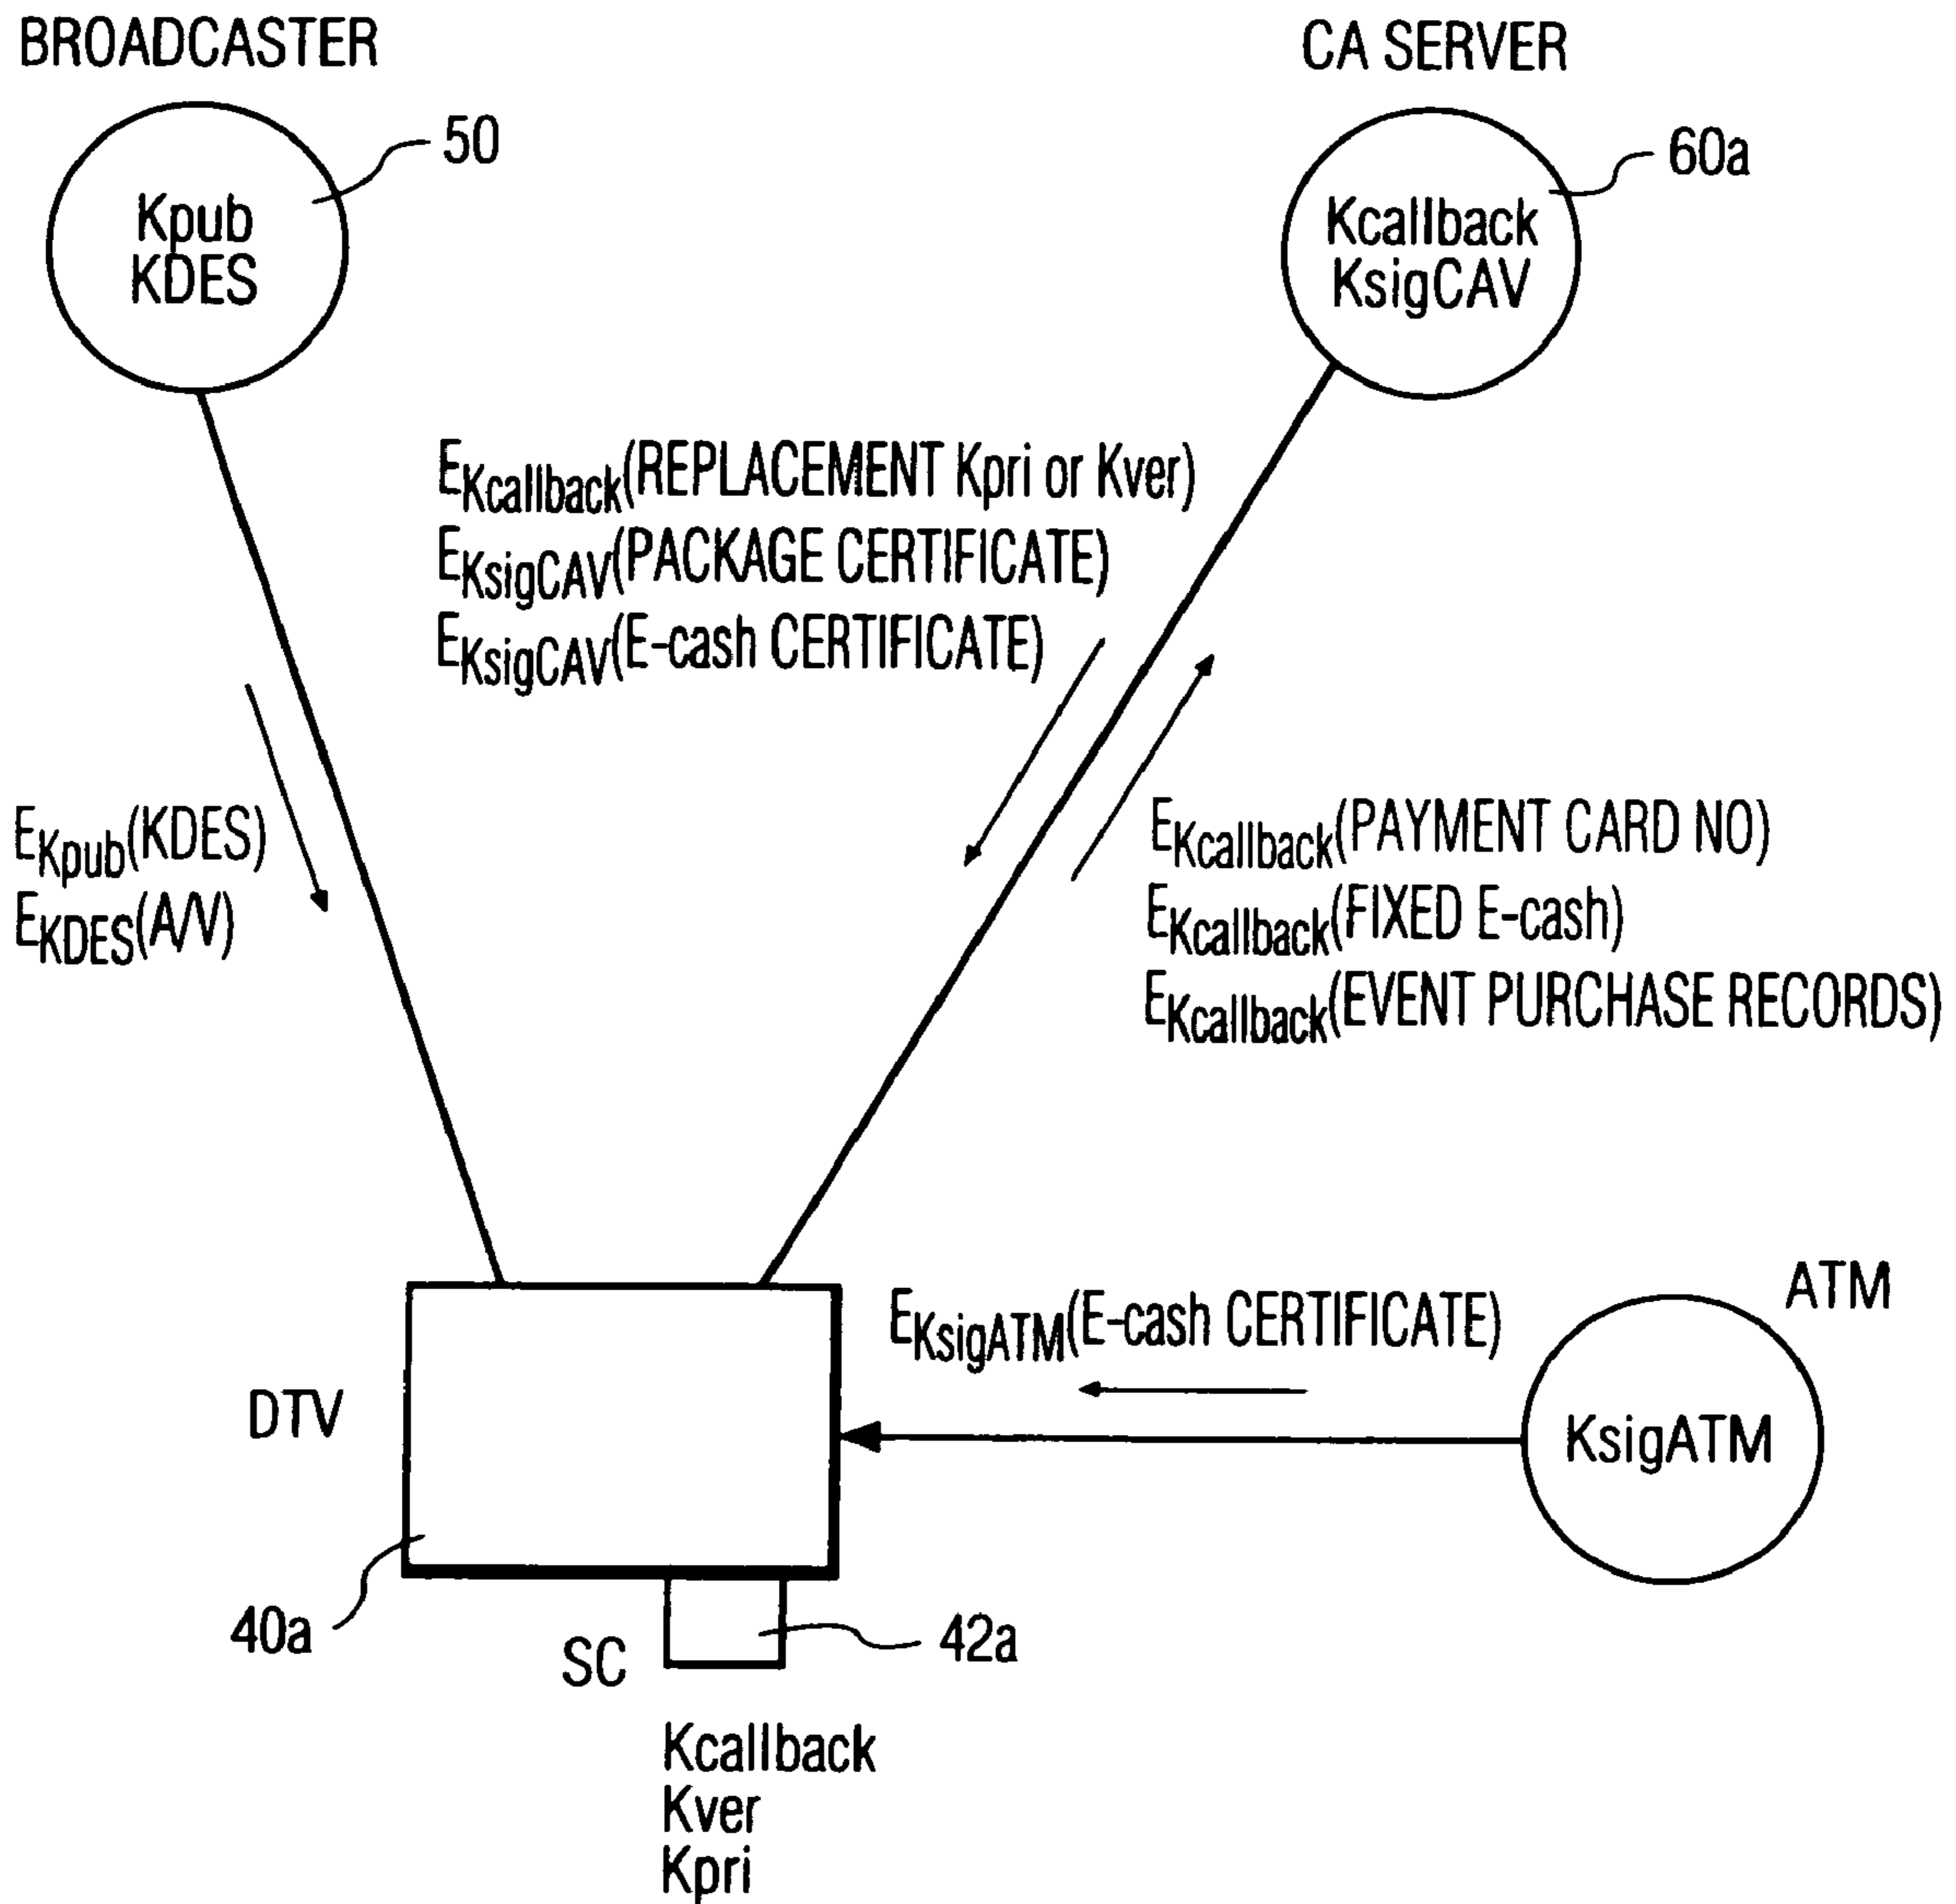 BROADCASTER
CA SERVER
50
60a
Kpub
KDES
Kcallback
KsigCAV
EKcallback(REPLACEMENT Kpri or Kver)
EKsigCAV(PACKAGE CERTIFICATE)
EKsigCAV(E-cash CERTIFICATE)
EKpub(KDES)
EKDES(A/V)
EKcallback(PAYMENT CARD NO)
EKcallback(FIXED E-cash)
EKcallback(EVENT PURCHASE RECORDS)
ATM
EKsigATM(E-cash CERTIFICATE)
DTV
KsigATM
40a
SC
42a
Kcallback
Kver
Kpri